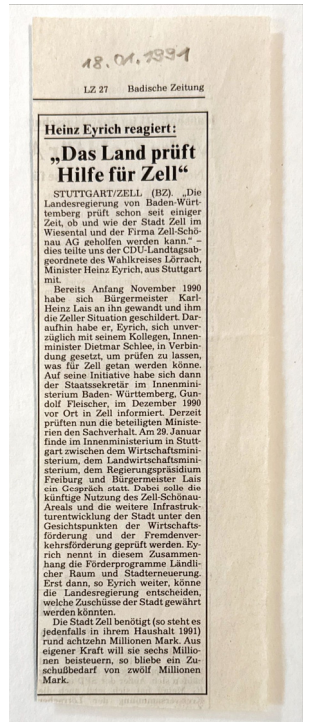 18.01.1991
LZ 27 Badische Zeitung
Heinz Eyrich reagiert:
„Das Land prüft
Hilfe für Zell“
STUTTGART/ZELL (BZ). „Die
Landesregierung von Baden-Würt-
temberg prüft schon seit einiger
Zeit, ob und wie der Stadt Zell im
Wiesental und der Firma Zell-Schö-
nau AG geholfen werden kann.“ –
dies teilte uns der CDU-Landtagsab-
geordnete des Wahlkreises Lörrach,
Minister Heinz Eyrich, aus Stuttgart
mit.
Bereits Anfang November 1990
habe sich Bürgermeister Karl-
Heinz Lais an ihn gewandt und ihm
die Zeller Situation geschildert. Dar-
aufhin habe er, Eyrich, sich unver-
züglich mit seinem Kollegen, Innen-
minister Dietmar Schlee, in Verbin-
dung gesetzt, um prüfen zu lassen,
was für Zell getan werden könne.
Auf seine Initiative habe sich dann
der Staatssekretär im Innenmini-
sterium Baden- Württemberg, Gun-
dolf Fleischer, im Dezember 1990
vor Ort in Zell informiert. Derzeit
prüften nun die beteiligten Ministe-
rien den Sachverhalt. Am 29. Januar
finde im Innenministerium in Stutt-
gart zwischen dem Wirtschaftsmini-
sterium, dem Landwirtschaftsmini-
sterium, dem Regierungspräsidium
Freiburg und Bürgermeister Lais
ein Gespräch statt. Dabei solle die
künftige Nutzung des Zell-Schönau-
Areals und die weitere Infrastruk-
turentwicklung der Stadt unter den
Gesichtspunkten der Wirtschafts-
förderung und der Fremdenver-
kehrsförderung geprüft werden. Ey-
rich nennt in diesem Zusammen-
hang die Förderprogramme Ländli-
cher Raum und Stadterneuerung.
Erst dann, so Eyrich weiter, könne
die Landesregierung entscheiden,
welche Zuschüsse der Stadt gewährt
werden könnten.
Die Stadt Zell benötigt (so steht es
jedenfalls in ihrem Haushalt 1991)
rund achtzehn Millionen Mark. Aus
eigener Kraft will sie sechs Millio-
nen beisteuern, so bliebe ein Zu-
schußbedarf von zwölf Millionen
Mark.